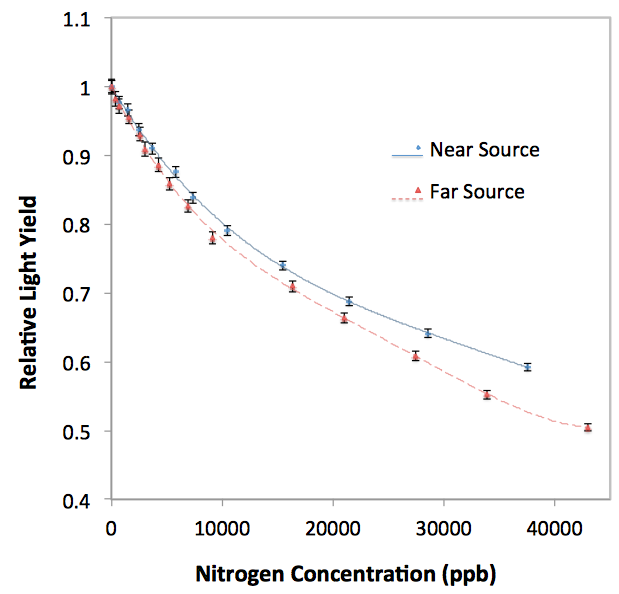 1.1
1
0.9
0.8
0.7
0.6
0.5
0.4
0 10000 20000 30000 40000
Relative Light Yield
Nitrogen Concentration (ppb)
Near Source
Far Source